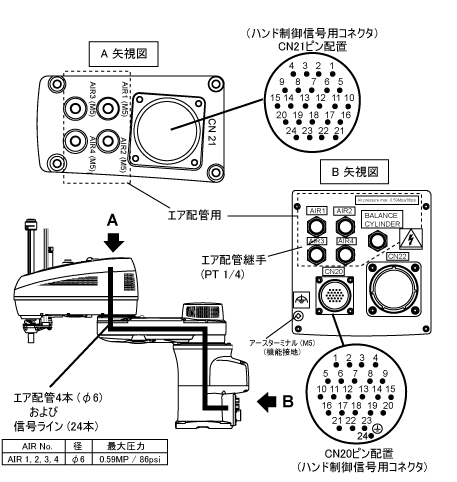 A 矢視図
(ハンド制御信号用コネクタ)
CN21ピン配置
4 3 2 1
9 8 7 6 5
15 14 13 12 11 10
20 19 18 17 16
24 23 22 21
AIR1 (M5)
AIR3 (M5)
AIR2 (M5)
AIR4 (M5)
CN 21
エア配管用
B 矢視図
Air pressure max. 0.59Mpa/86psi
AIR1 AIR2
BALANCE
CYLINDER
AIR3 AIR4
CN20
CN22
エア配管継手
(PT 1/4)
アースターミナル (M5)
(機能接地)
A
B
エア配管4本 (φ6)
および
信号ライン (24本)
1 2 3 4
5 6 7 8 9
10 11 12 13 14 15
16 17 18 19 20
21 22 23
24
CN20ピン配置
(ハンド制御信号用コネクタ)
AIR No. 径 最大圧力
AIR 1, 2, 3, 4 φ6 0.59MP / 86psi